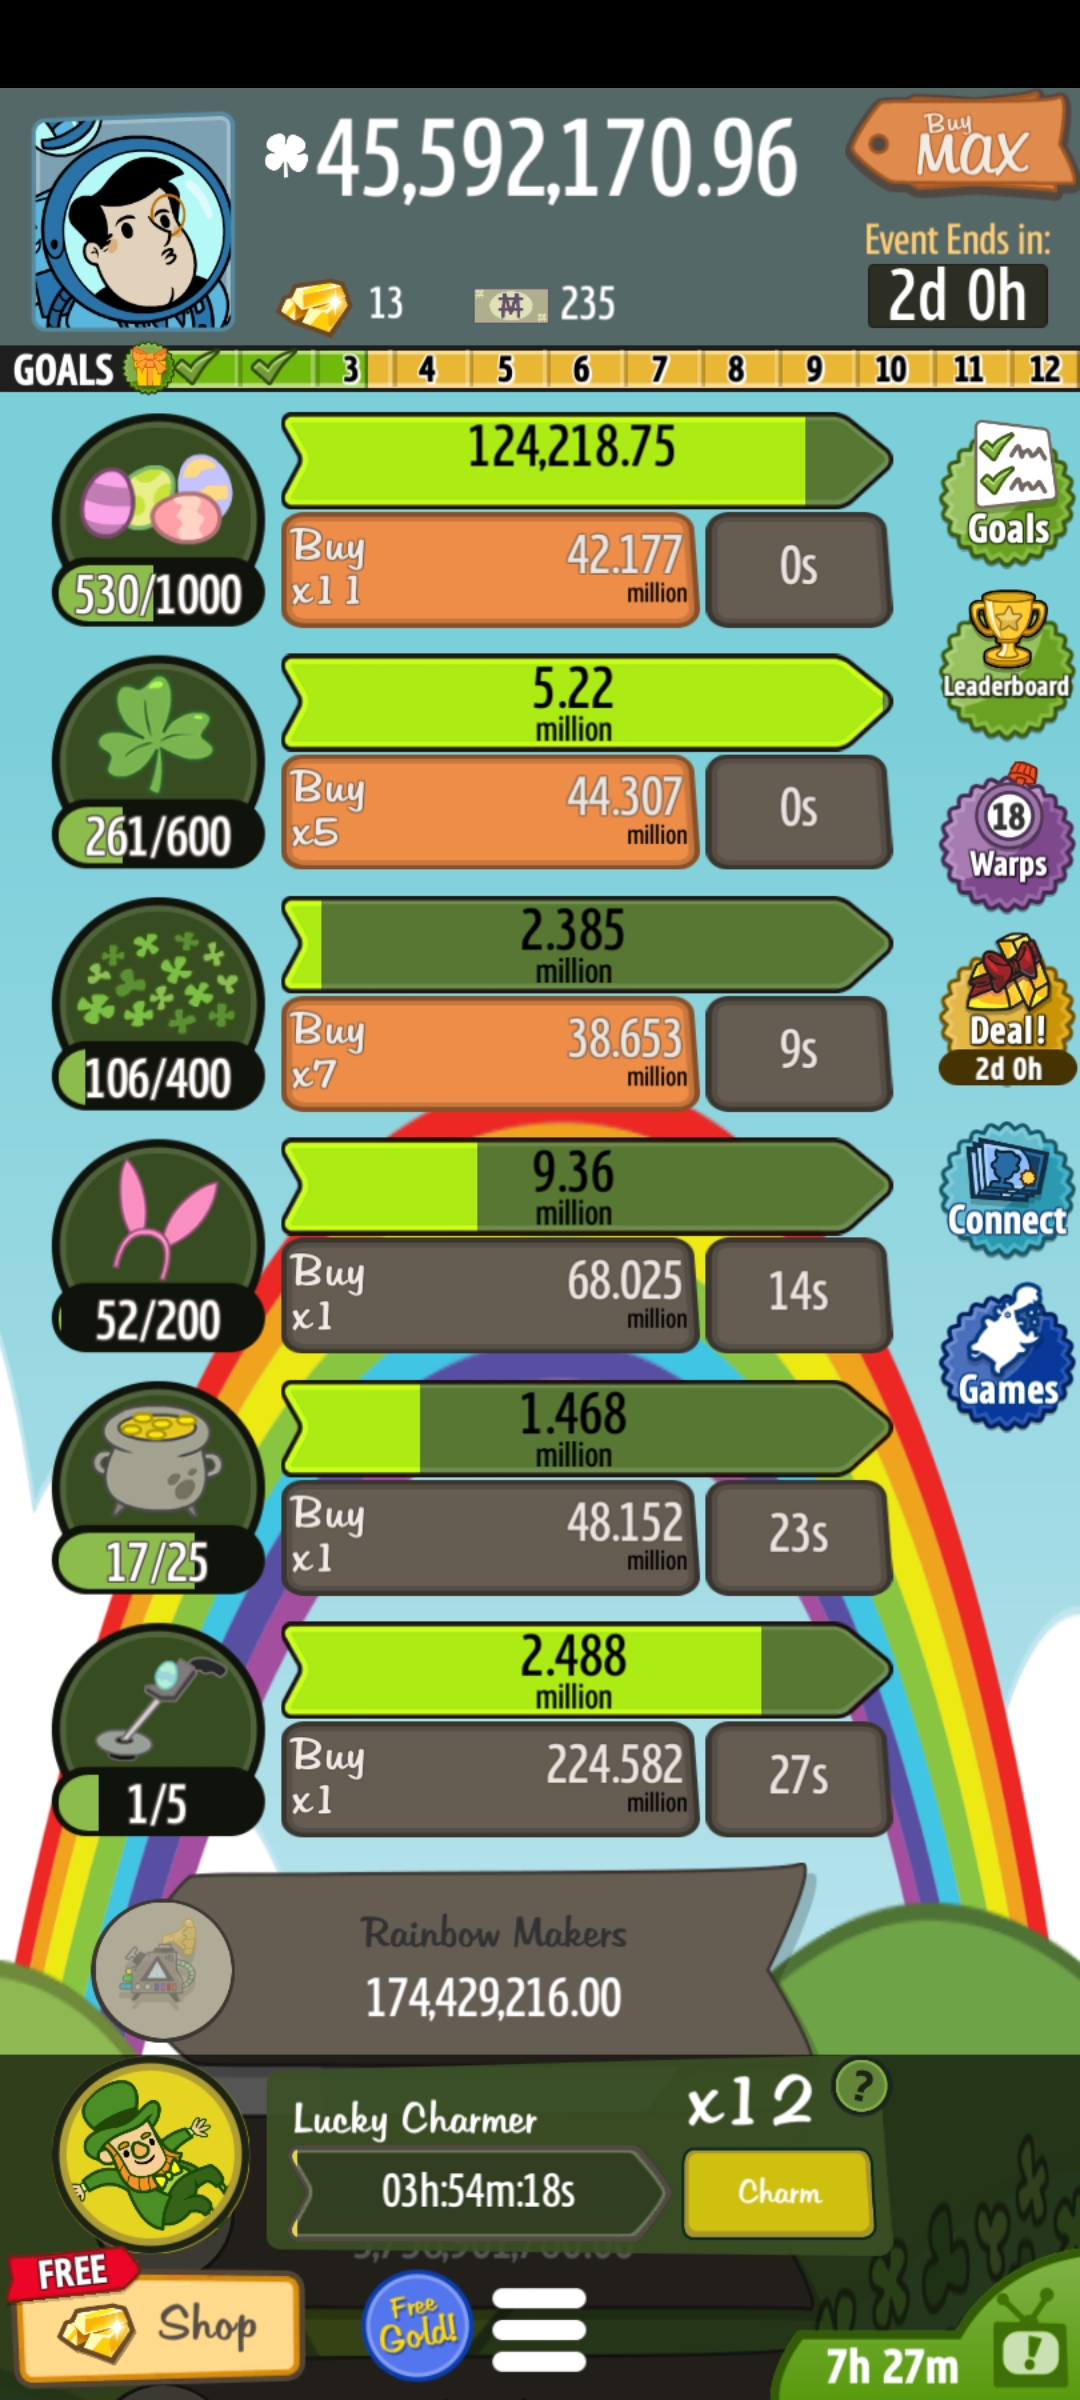 45,592,170.96
Buy
MAX
Event Ends in:
2d 0h
13
235
GOALS 3 4 5 6 7 8 9 10 11 12
124,218.75
Buy
x11
42.177
million
0s
530/1000
Goals
5.22
million
Buy
x5
44.307
million
0s
261/600
Leaderboard
18
Warps
2.385
million
Buy
x7
38.653
million
9s
106/400
Deal!
2d 0h
9.36
million
Buy
x1
68.025
million
14s
52/200
Connect
Games
1.468
million
Buy
x1
48.152
million
23s
17/25
2.488
million
Buy
x1
224.582
million
27s
1/5
Rainbow Makers
174,429,216.00
Lucky Charmer
x12
?
03h:54m:18s
Charm
FREE
Shop
Free
Gold!
7h 27m
!